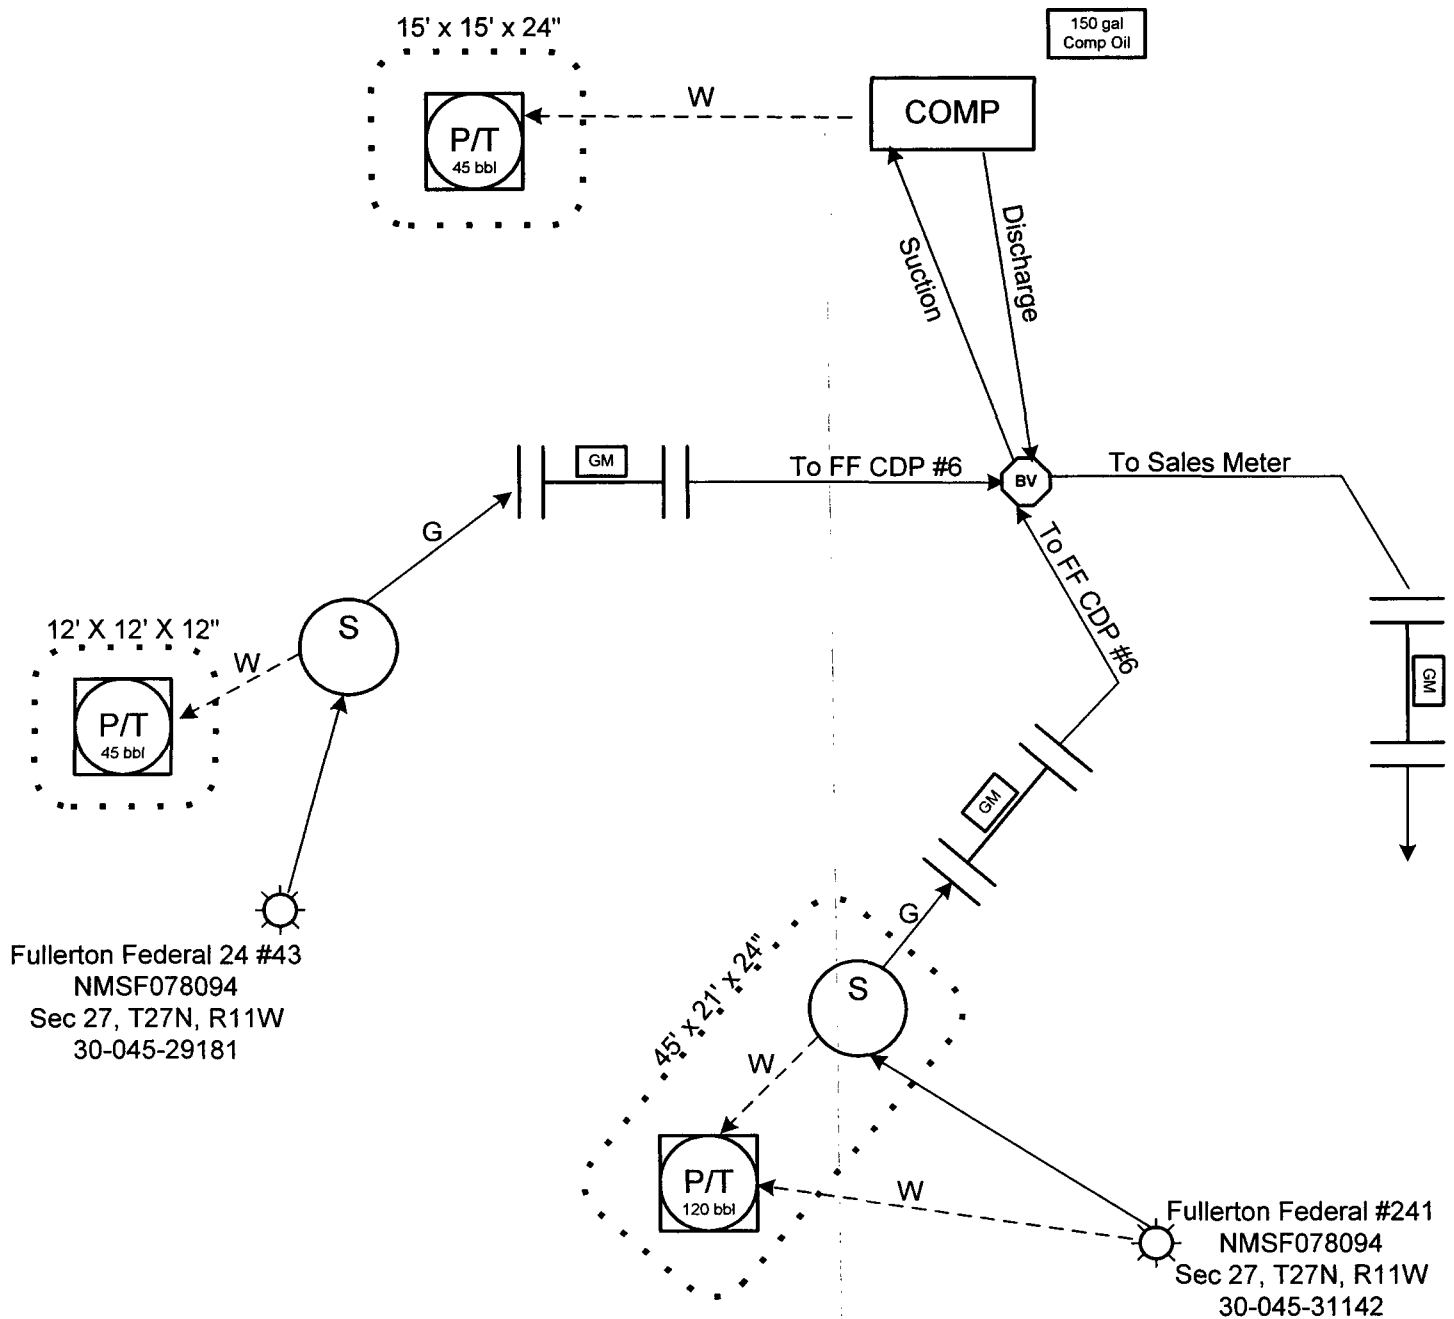 15' x 15' x 24"
150 gal
Comp Oil
W
COMP
P/T
45 bbl
Suction
Discharge
GM
To FF CDP #6
BV
To Sales Meter
G
To FF CDP #6
12' X 12' X 12"
S
W
GM
P/T
45 bbl
GM
G
Fullerton Federal 24 #43
NMSF078094
Sec 27, T27N, R11W
30-045-29181
45' x 21' x 24"
S
W
P/T
120 bbl
W
Fullerton Federal #241
NMSF078094
Sec 27, T27N, R11W
30-045-31142